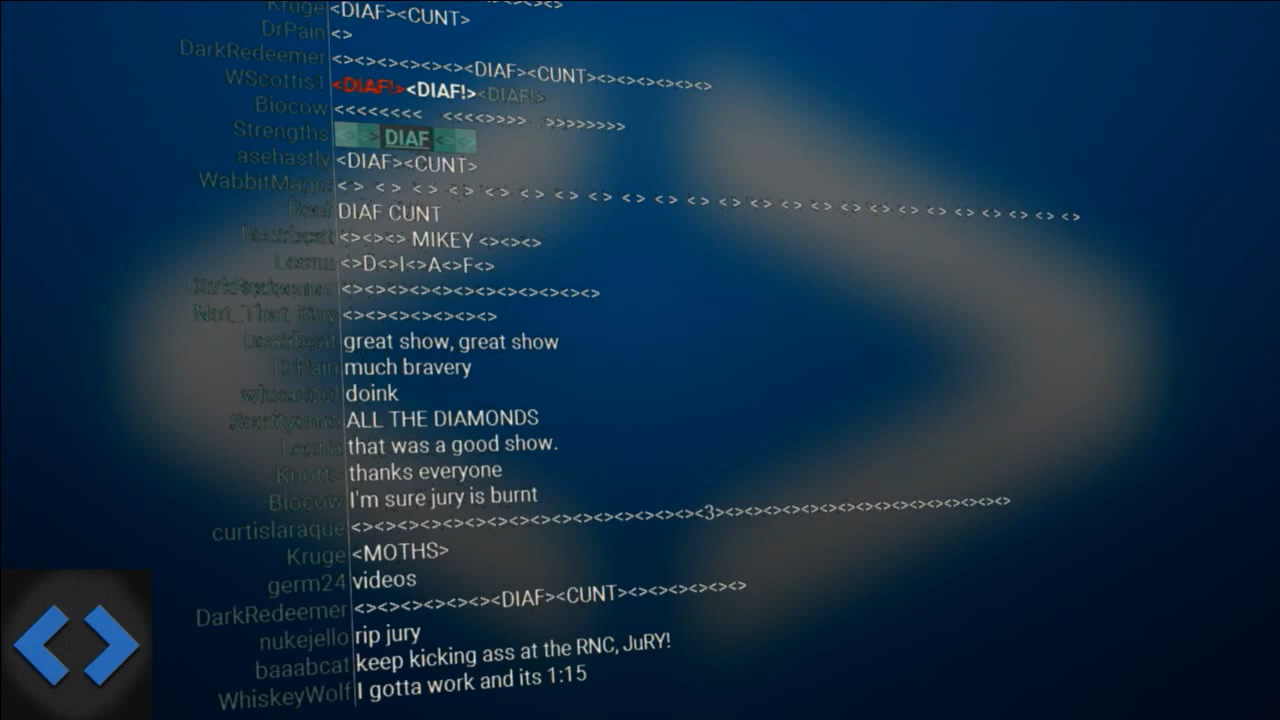 Kruge <DIAF><CUNT>
DrPain <>
DarkRedeemer <><><><><><><DIAF><CUNT><><><><><><>
WScottis1 <DIAF!><DIAF!><DIAF!>
Biocow <<<<<<<< <<<<>>>> >>>>>>>>
Strengths DIAF
asehastly <DIAF><CUNT>
<> <> <> <> <> <> <> <> <> <> <> <> <> <> <> <> <> <> <> <> <>
DIAF CUNT
<><><> MIKEY <><><>
<>D<>I<>A<>F<>
DarkRedeemer <><><><><><><><><><><>
Not_That_Guy <><><><><><><>
great show, great show
DrPain much bravery
doink
ALL THE DIAMONDS
that was a good show.
thanks everyone
Biocow I'm sure jury is burnt
curtislaraque <><><><><><><><><><><><><><><<3><><><><><><><><><><><><>
Kruge <MOTHS>
germ24 videos
DarkRedeemer <><><><><><><DIAF><CUNT><><><><><><>
nukejello rip jury
baaabcat keep kicking ass at the RNC, JuRY!
WhiskeyWolf I gotta work and its 1:15